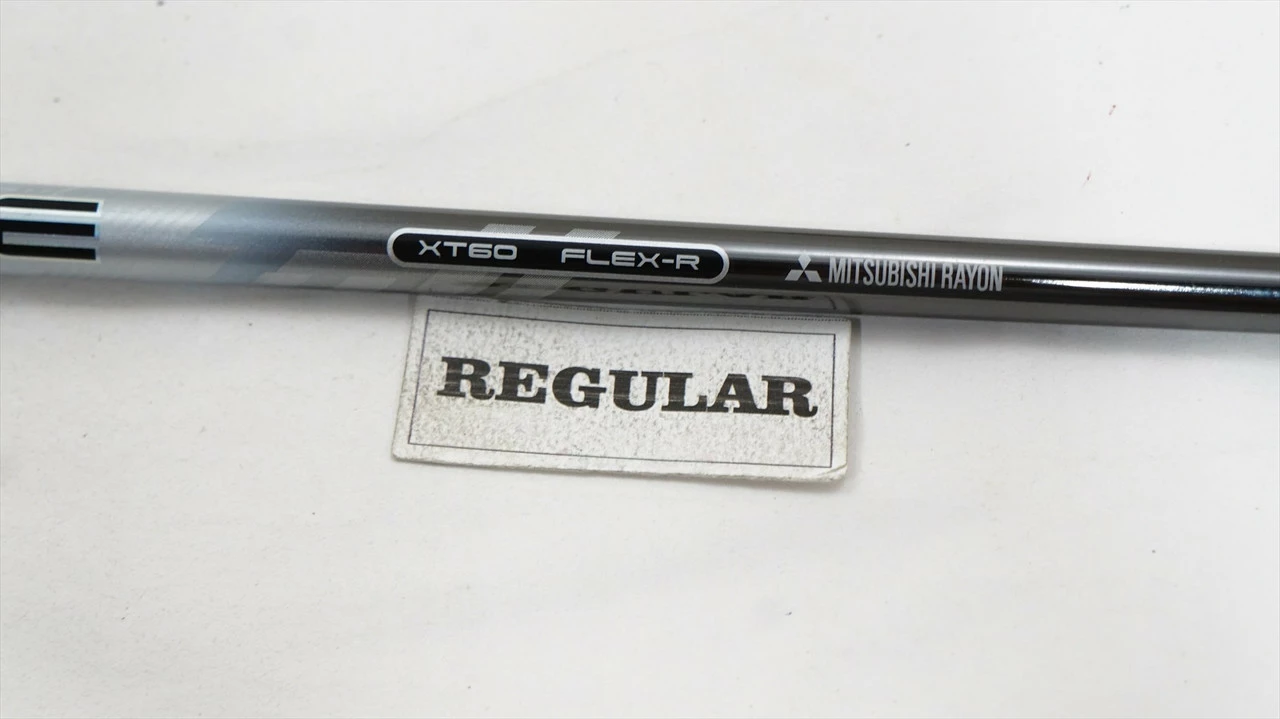 XT60 FLEX-R
MITSUBISHI RAYON
REGULAR